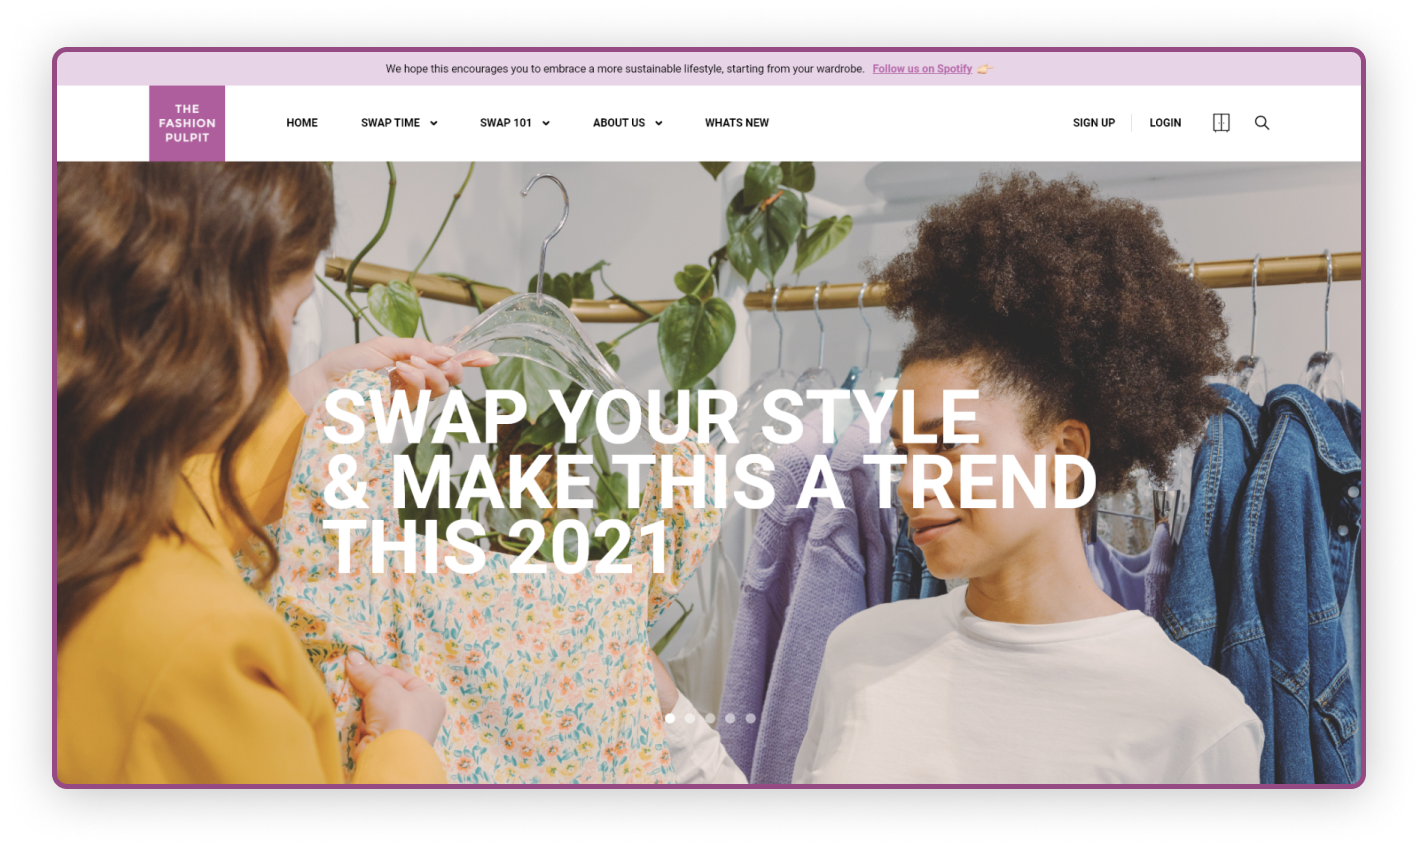 We hope this encourages you to embrace a more sustainable lifestyle, starting from your wardrobe. Follow us on Spotify 👉🏻
THE
FASHION
PULPIT
HOME SWAP TIME SWAP 101 ABOUT US WHATS NEW SIGN UP LOGIN
SWAP YOUR STYLE
& MAKE THIS A TREND
THIS 2021